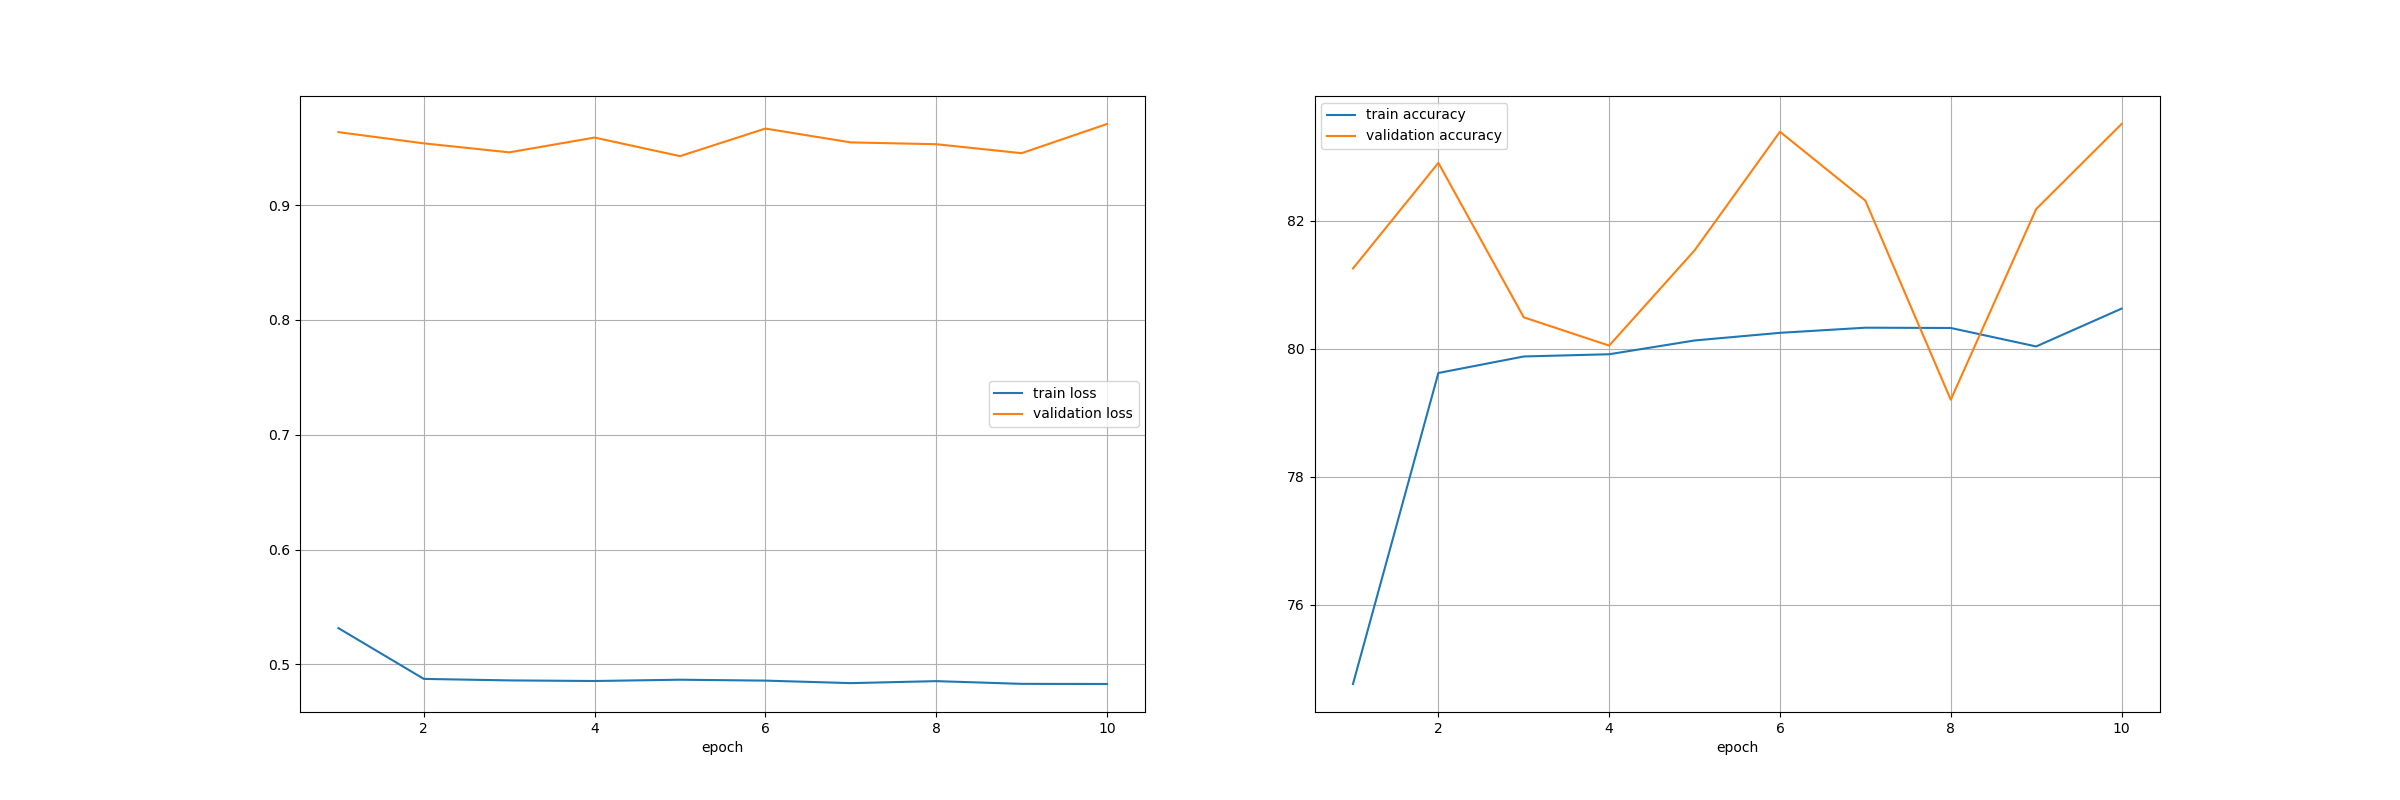 0.9
0.8
0.7
0.6
0.5
2 4 6 8 10
epoch
train loss
validation loss
train accuracy
validation accuracy
82
80
78
76
2 4 6 8 10
epoch